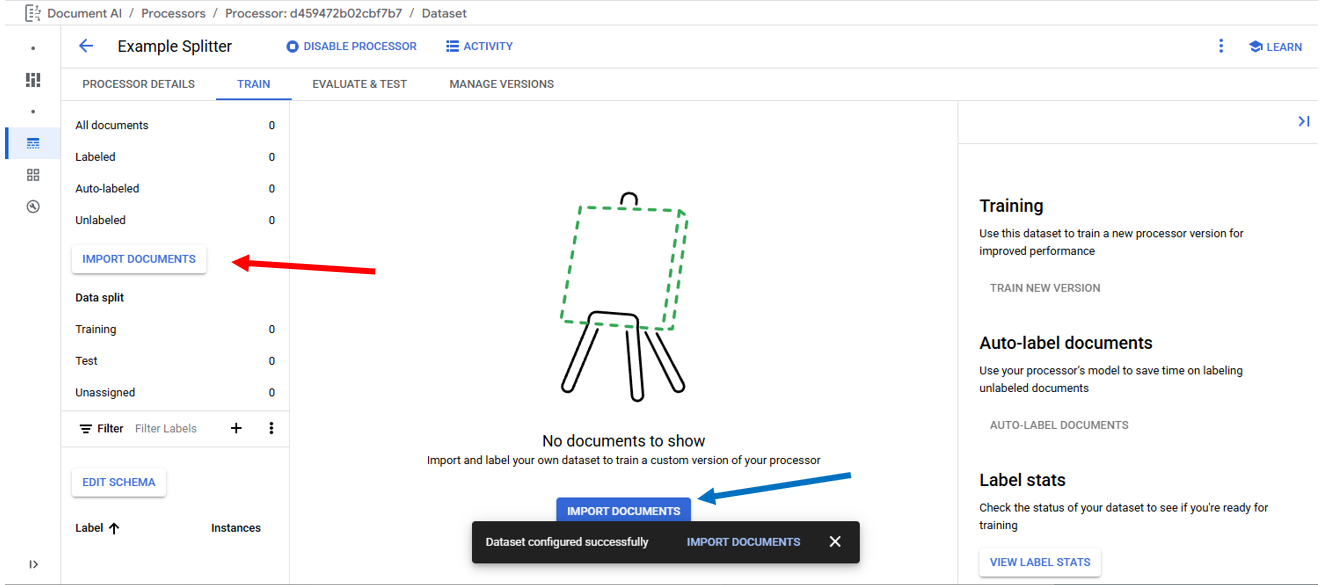 Document AI / Processors / Processor: d459472b02cbf7b7 / Dataset
Example Splitter DISABLE PROCESSOR ACTIVITY LEARN
PROCESSOR DETAILS TRAIN EVALUATE & TEST MANAGE VERSIONS
All documents 0
Labeled 0
Auto-labeled 0
Unlabeled 0
IMPORT DOCUMENTS
Data split
Training 0
Test 0
Unassigned 0
Filter Filter Labels
EDIT SCHEMA
Label Instances
No documents to show
Import and label your own dataset to train a custom version of your processor
IMPORT DOCUMENTS
Dataset configured successfully IMPORT DOCUMENTS
Training
Use this dataset to train a new processor version for
improved performance
TRAIN NEW VERSION
Auto-label documents
Use your processor's model to save time on labeling
unlabeled documents
AUTO-LABEL DOCUMENTS
Label stats
Check the status of your dataset to see if you're ready for
training
VIEW LABEL STATS